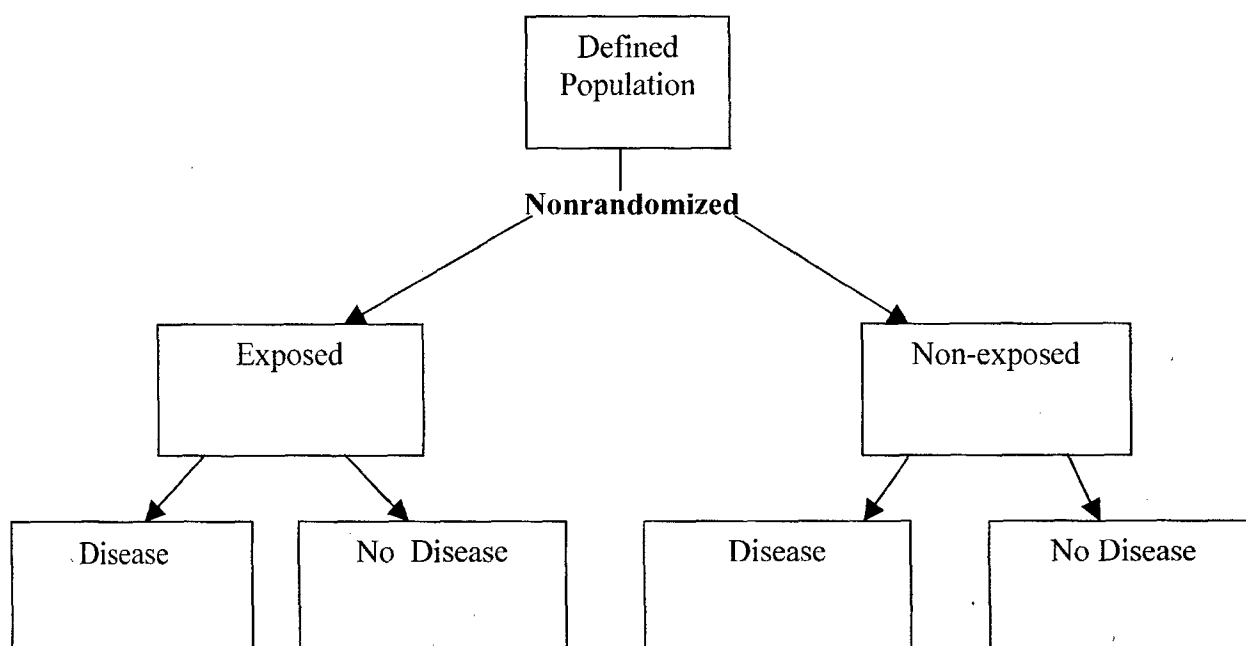 Defined
Population
Nonrandomized
Exposed
Non-exposed
Disease
No Disease
Disease
No Disease